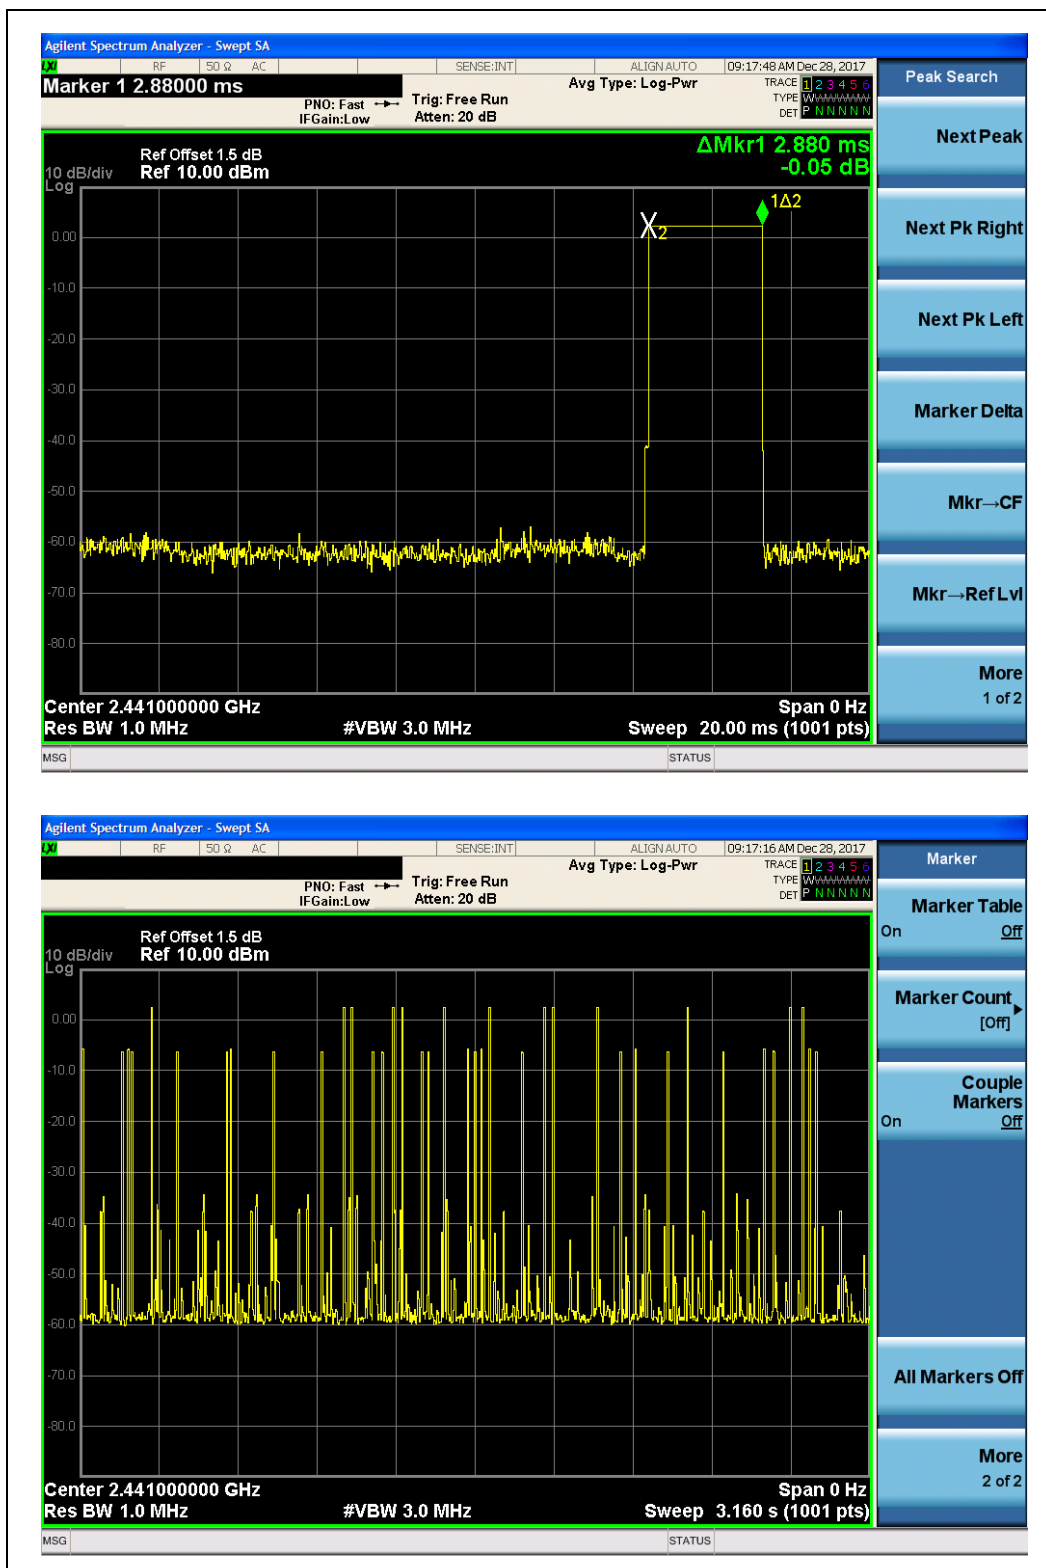 Agilent Spectrum Analyzer - Swept SA
LXI RF 50 Ω AC SENSE:INT ALIGN AUTO 09:17:48 AM Dec 28, 2017
Marker 1 2.88000 ms
PNO: Fast
IFGain:Low
Trig: Free Run
Atten: 20 dB
Avg Type: Log-Pwr
TRACE 1 2 3 4 5 6
TYPE WWWWWW
DET P N N N N N
Ref Offset 1.5 dB
10 dB/div Ref 10.00 dBm
Log
ΔMkr1 2.880 ms
-0.05 dB
1Δ2
X2
0.00
-10.0
-20.0
-30.0
-40.0
-50.0
-60.0
-70.0
-80.0
Center 2.441000000 GHz Span 0 Hz
Res BW 1.0 MHz #VBW 3.0 MHz Sweep 20.00 ms (1001 pts)
MSG STATUS
Peak Search
Next Peak
Next Pk Right
Next Pk Left
Marker Delta
Mkr→CF
Mkr→Ref Lvl
More
1 of 2
Agilent Spectrum Analyzer - Swept SA
LXI RF 50 Ω AC SENSE:INT ALIGN AUTO 09:17:16 AM Dec 28, 2017
PNO: Fast
IFGain:Low
Trig: Free Run
Atten: 20 dB
Avg Type: Log-Pwr
TRACE 1 2 3 4 5 6
TYPE WWWWWW
DET P N N N N N
Ref Offset 1.5 dB
10 dB/div Ref 10.00 dBm
Log
0.00
-10.0
-20.0
-30.0
-40.0
-50.0
-60.0
-70.0
-80.0
Center 2.441000000 GHz Span 0 Hz
Res BW 1.0 MHz #VBW 3.0 MHz Sweep 3.160 s (1001 pts)
MSG STATUS
Marker
Marker Table
On Off
Marker Count
[Off]
Couple
Markers
On Off
All Markers Off
More
2 of 2